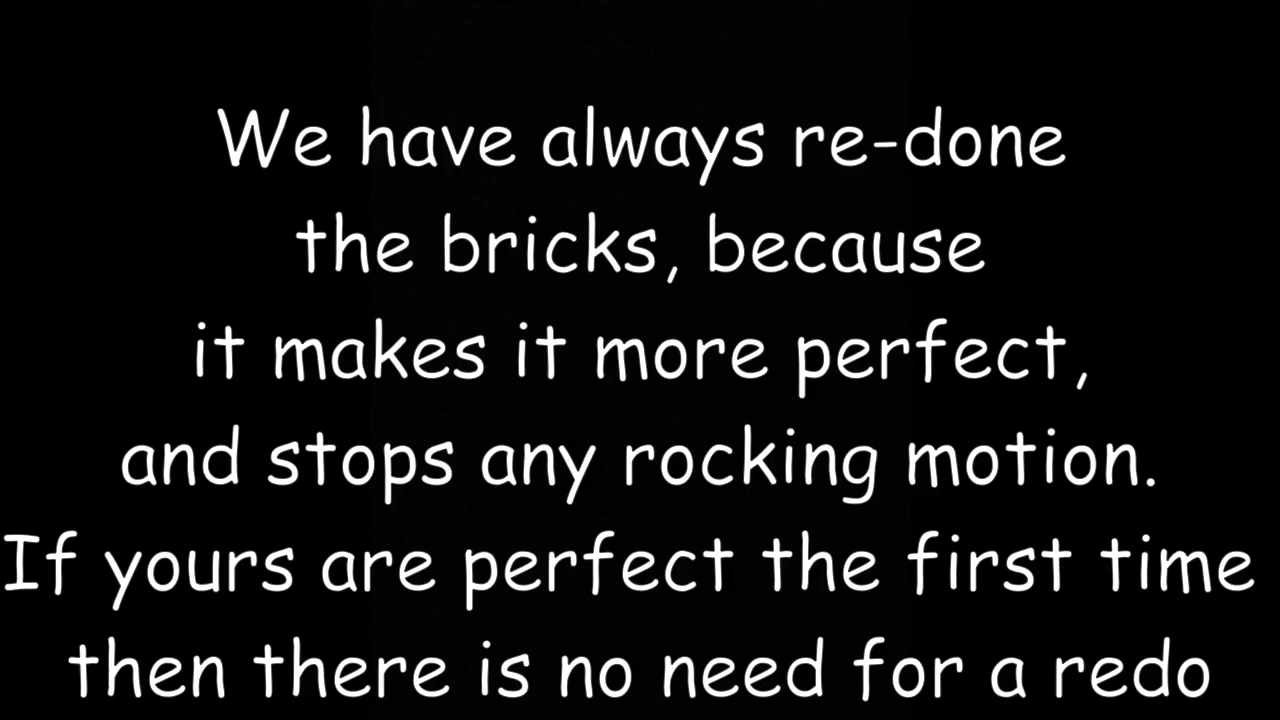 We have always re-done
the bricks, because
it makes it more perfect,
and stops any rocking motion.
If yours are perfect the first time
then there is no need for a redo